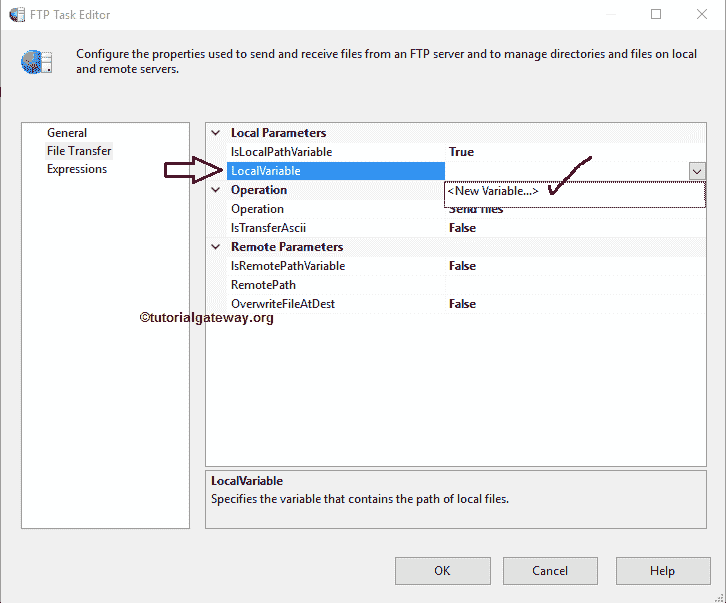 FTP Task Editor
Configure the properties used to send and receive files from an FTP server and to manage directories and files on local
and remote servers.
General
File Transfer
Expressions
Local Parameters
IsLocalPathVariable True
LocalVariable
<New Variable...>
Operation
Operation Send files
IsTransferAscii False
Remote Parameters
IsRemotePathVariable False
RemotePath
OverwriteFileAtDest False
©tutorialgateway.org
LocalVariable
Specifies the variable that contains the path of local files.
OK Cancel Help